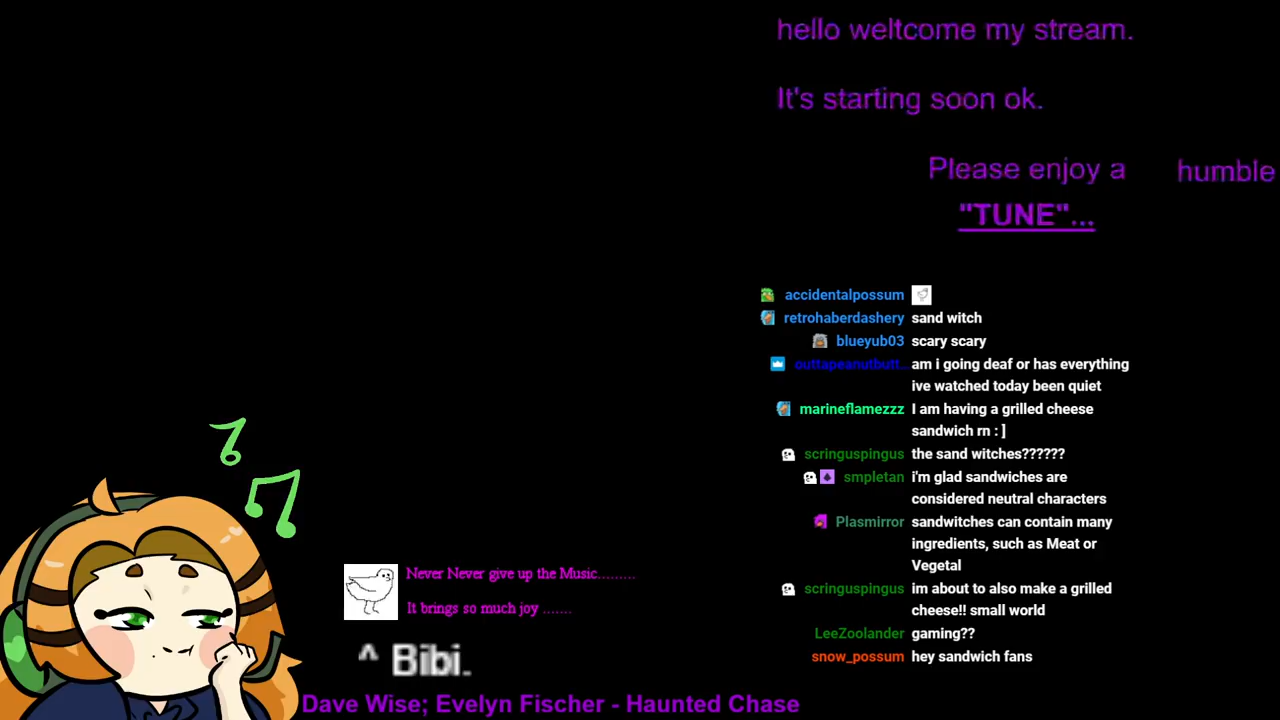 hello weltcome my stream.
It's starting soon ok.
Please enjoy a humble
"TUNE"...
accidentalpossum
retrohaberdashery sand witch
blueyub03 scary scary
outtapeanutbutt... am i going deaf or has everything
ive watched today been quiet
marineflamezzz I am having a grilled cheese
sandwich rn : ]
scringuspingus the sand witches??????
smpletan i'm glad sandwiches are
considered neutral characters
Plasmirror sandwitches can contain many
ingredients, such as Meat or
Vegetal
scringuspingus im about to also make a grilled
cheese!! small world
LeeZoolander gaming??
snow_possum hey sandwich fans
Never Never give up the Music.........
It brings so much joy .......
^ Bibi.
Dave Wise; Evelyn Fischer - Haunted Chase